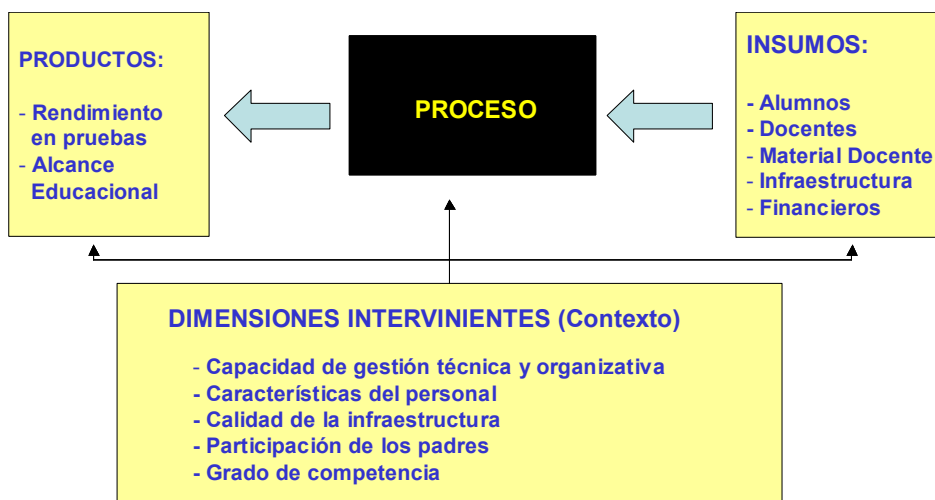 PRODUCTOS:
- Rendimiento
en pruebas
- Alcance
Educacional
PROCESO
INSUMOS:
- Alumnos
- Docentes
- Material Docente
- Infraestructura
- Financieros
DIMENSIONES INTERVINIENTES (Contexto)
- Capacidad de gestión técnica y organizativa
- Características del personal
- Calidad de la infraestructura
- Participación de los padres
- Grado de competencia